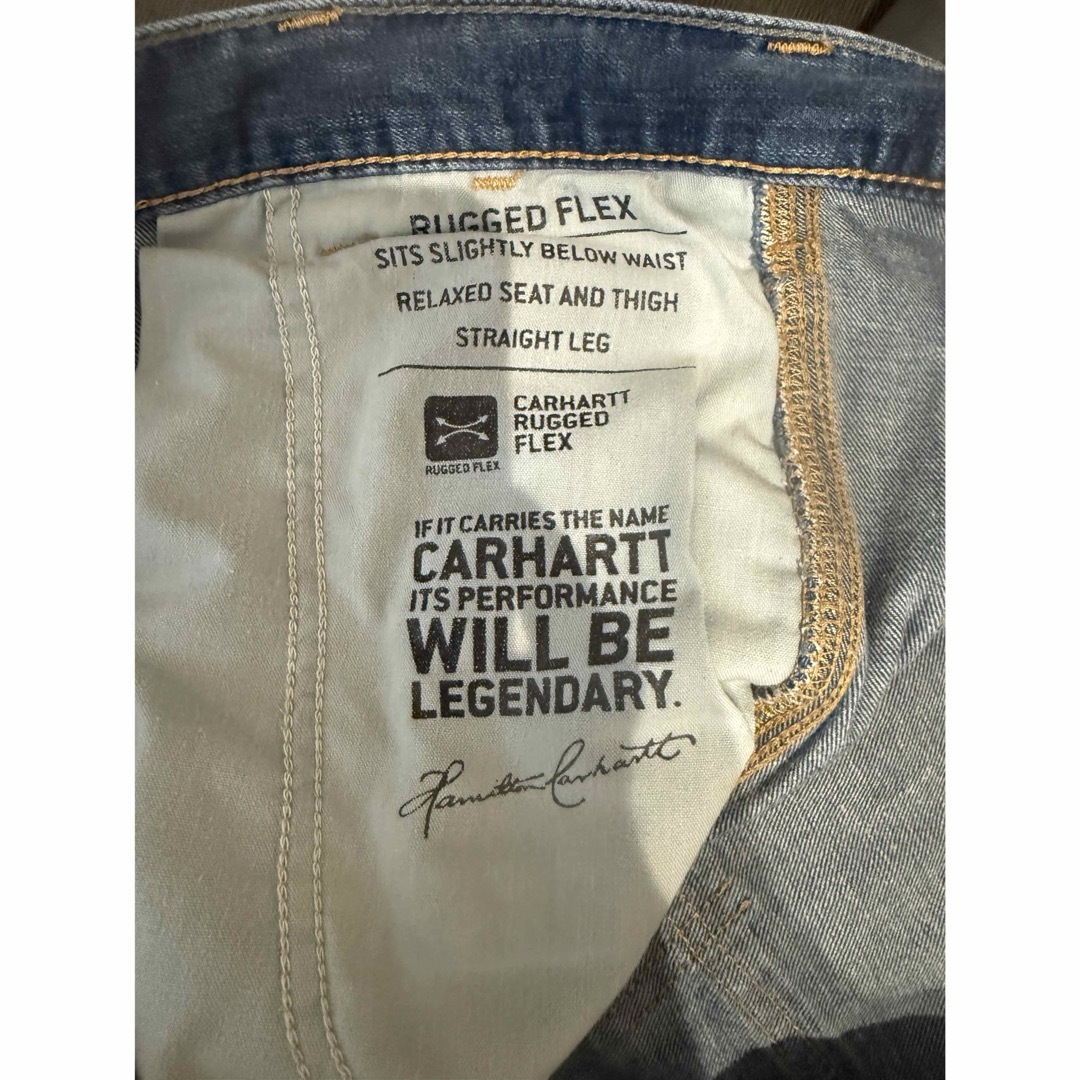 RUGGED FLEX
SITS SLIGHTLY BELOW WAIST
RELAXED SEAT AND THIGH
STRAIGHT LEG
CARHARTT
RUGGED
FLEX
RUGGED FLEX
IF IT CARRIES THE NAME
CARHARTT
ITS PERFORMANCE
WILL BE
LEGENDARY.
Hamilton Carhartt